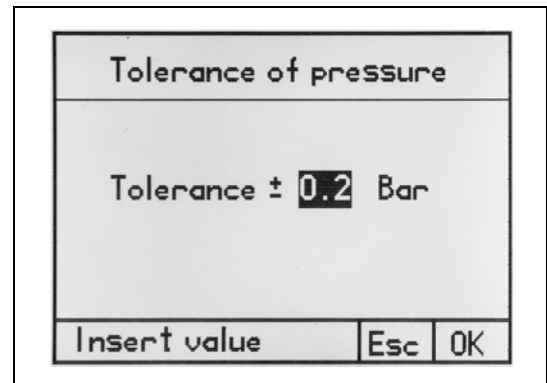 Tolerance of pressure
Tolerance ± 0.2 Bar
Insert value Esc OK